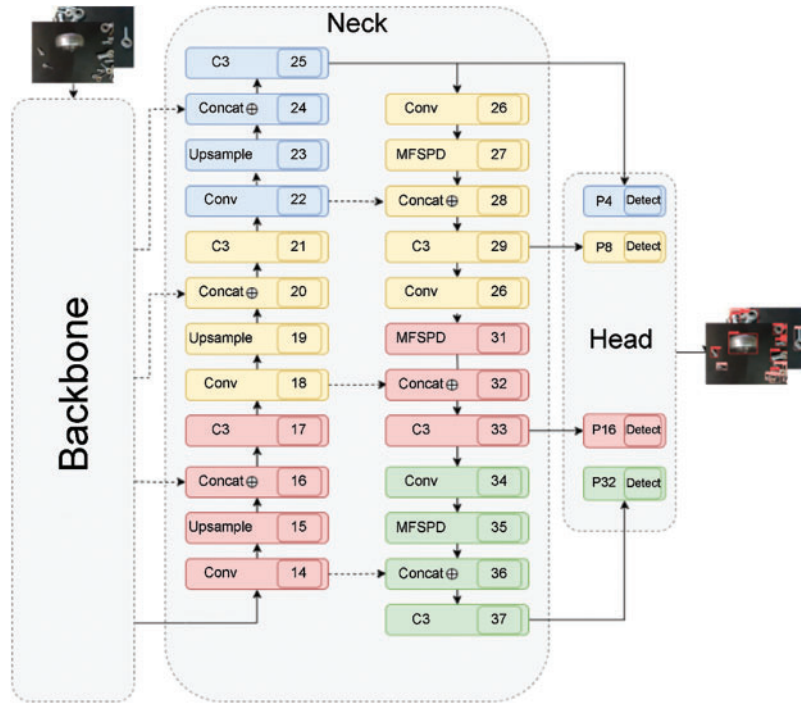 Neck
Backbone
C3 25
Concat⊕ 24
Upsample 23
Conv 22
C3 21
Concat⊕ 20
Upsample 19
Conv 18
C3 17
Concat⊕ 16
Upsample 15
Conv 14
Conv 26
MFSPD 27
Concat⊕ 28
C3 29
Conv 26
MFSPD 31
Concat⊕ 32
C3 33
Conv 34
MFSPD 35
Concat⊕ 36
C3 37
P4 Detect
P8 Detect
Head
P16 Detect
P32 Detect